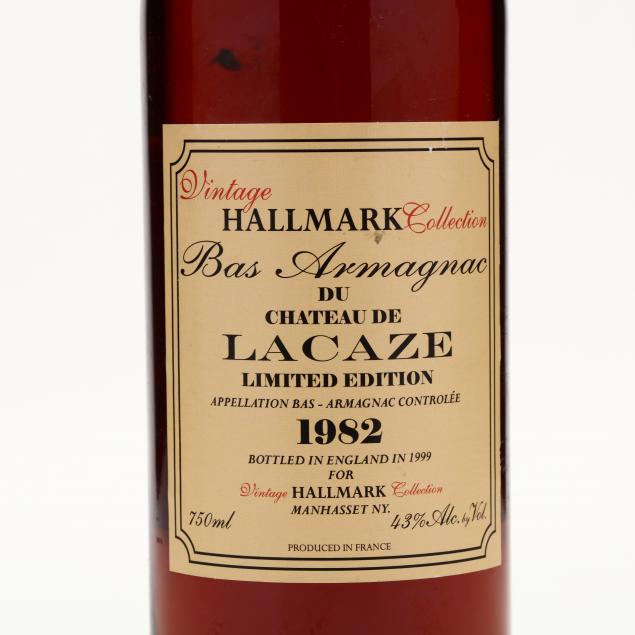 Vintage
HALLMARK Collection
Bas Armagnac
DU
CHATEAU DE
LACAZE
LIMITED EDITION
APPELLATION BAS - ARMAGNAC CONTROLÉE
1982
BOTTLED IN ENGLAND IN 1999
FOR
Vintage HALLMARK Collection
MANHASSET NY.
750ml 43% Alc. by Vol.
PRODUCED IN FRANCE